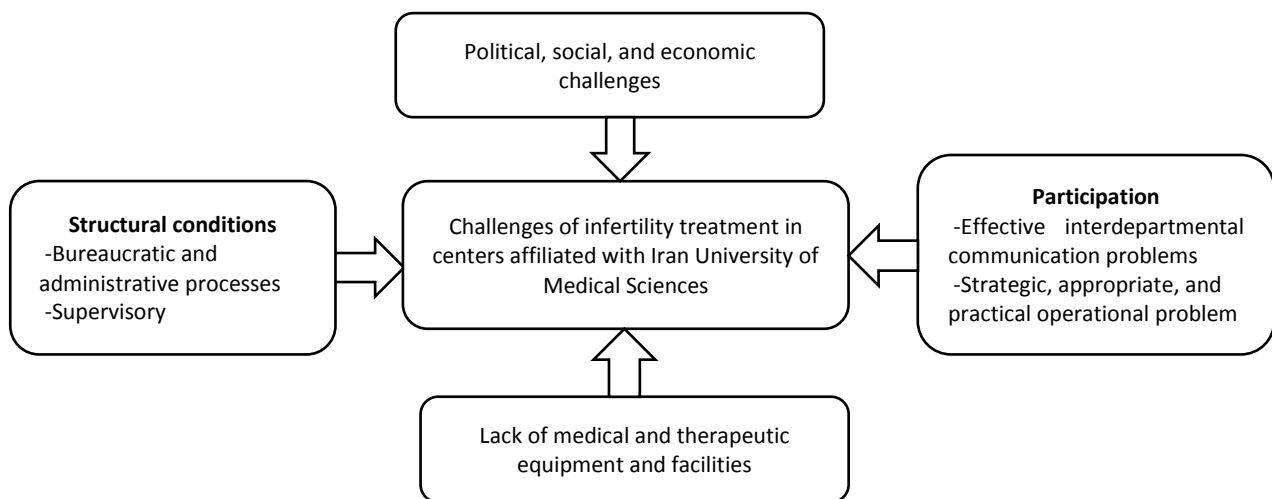 Political, social, and economic
challenges
Structural conditions
-Bureaucratic and
administrative processes
-Supervisory
Challenges of infertility treatment in
centers affiliated with Iran University of
Medical Sciences
Participation
-Effective interdepartmental
communication problems
-Strategic, appropriate, and
practical operational problem
Lack of medical and therapeutic
equipment and facilities